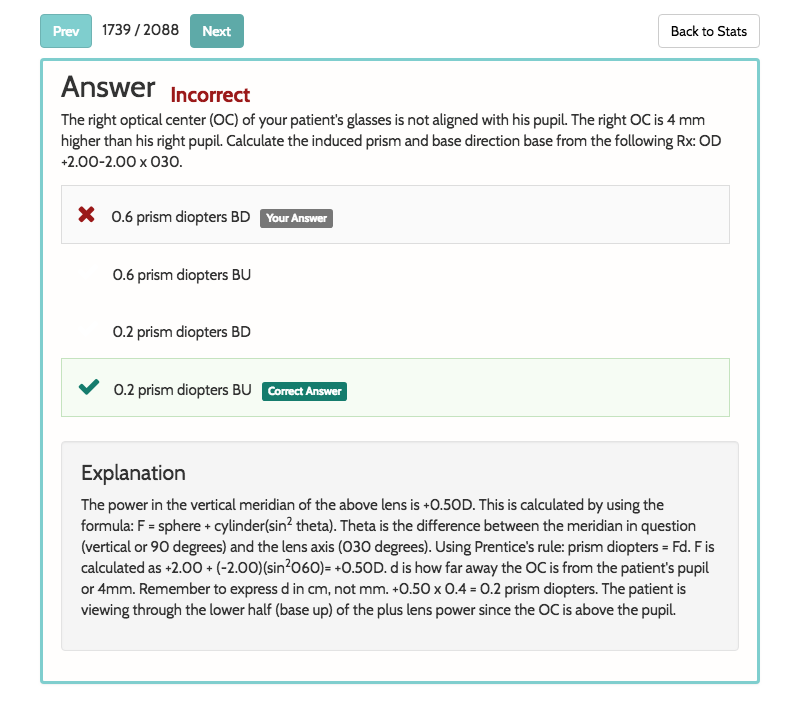 Prev 1739 / 2088 Next Back to Stats
Answer Incorrect
The right optical center (OC) of your patient's glasses is not aligned with his pupil. The right OC is 4 mm
higher than his right pupil. Calculate the induced prism and base direction base from the following Rx: OD
+2.00-2.00 x 030.
0.6 prism diopters BD Your Answer
0.6 prism diopters BU
0.2 prism diopters BD
0.2 prism diopters BU Correct Answer
Explanation
The power in the vertical meridian of the above lens is +0.50D. This is calculated by using the
formula: F = sphere + cylinder(sin² theta). Theta is the difference between the meridian in question
(vertical or 90 degrees) and the lens axis (030 degrees). Using Prentice's rule: prism diopters = Fd. F is
calculated as +2.00 + (-2.00)(sin²060)= +0.50D. d is how far away the OC is from the patient's pupil
or 4mm. Remember to express d in cm, not mm. +0.50 x 0.4 = 0.2 prism diopters. The patient is
viewing through the lower half (base up) of the plus lens power since the OC is above the pupil.